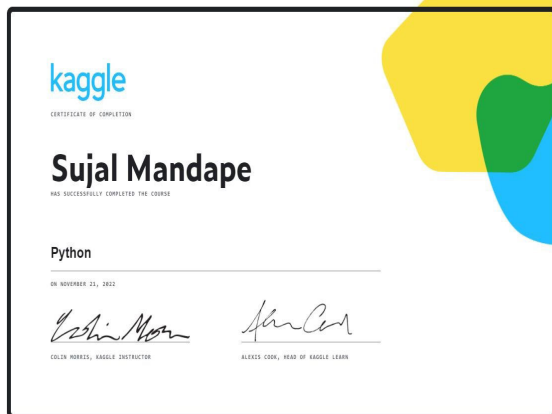 kaggle
CERTIFICATE OF COMPLETION
Sujal Mandape
HAS SUCCESSFULLY COMPLETED THE COURSE
Python
ON NOVEMBER 21, 2022
COLIN MORRIS, KAGGLE INSTRUCTOR
ALEXIS COOK, HEAD OF KAGGLE LEARN